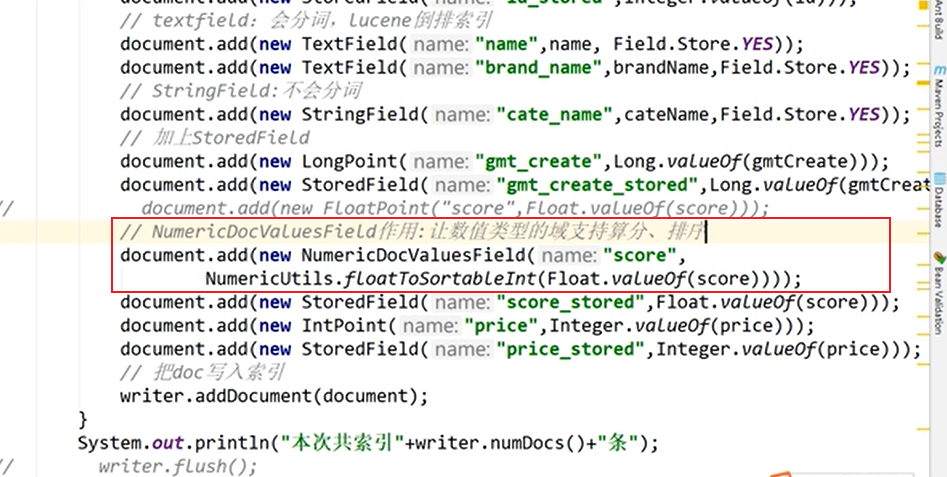 document.add(new StoredField(name:"id_stored",Integer.valueOf(id)));
// textfield：会分词，lucene倒排索引
document.add(new TextField(name:"name",name, Field.Store.YES));
document.add(new TextField(name:"brand_name",brandName,Field.Store.YES));
// StringField:不会分词
document.add(new StringField(name:"cate_name",cateName,Field.Store.YES));
// 加上StoredField
document.add(new LongPoint(name:"gmt_create",Long.valueOf(gmtCreate)));
document.add(new StoredField(name:"gmt_create_stored",Long.valueOf(gmtCreat
// document.add(new FloatPoint("score",Float.valueOf(score)));
// NumericDocValuesField作用:让数值类型的域支持算分、排序
document.add(new NumericDocValuesField(name:"score",
NumericUtils.floatToSortableInt(Float.valueOf(score))));
document.add(new StoredField(name:"score_stored",Float.valueOf(score)));
document.add(new IntPoint(name:"price",Integer.valueOf(price)));
document.add(new StoredField(name:"price_stored",Integer.valueOf(price)));
// 把doc写入索引
writer.addDocument(document);
}
System.out.println("本次共索引"+writer.numDocs()+"条");
// writer.flush();
Ant Build
Maven Projects
Database
Bean Validation